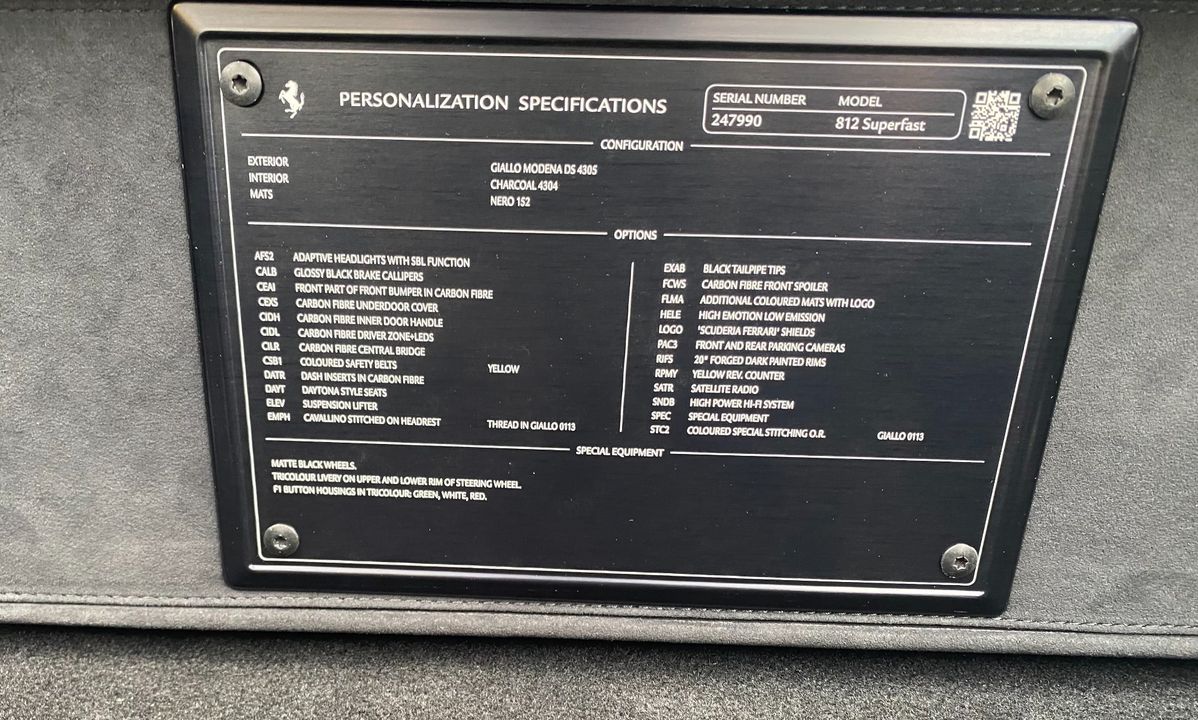 PERSONALIZATION SPECIFICATIONS
SERIAL NUMBER MODEL
247990 812 Superfast
CONFIGURATION
EXTERIOR GIALLO MODENA DS 4305
INTERIOR CHARCOAL 4304
MATS NERO 152
OPTIONS
AFS2 ADAPTIVE HEADLIGHTS WITH SBL FUNCTION
CALB GLOSSY BLACK BRAKE CALLIPERS
CEAI FRONT PART OF FRONT BUMPER IN CARBON FIBRE
CEXS CARBON FIBRE UNDERDOOR COVER
CIDH CARBON FIBRE INNER DOOR HANDLE
CIDL CARBON FIBRE DRIVER ZONE+LEDS
CILR CARBON FIBRE CENTRAL BRIDGE
CSB1 COLOURED SAFETY BELTS YELLOW
DATR DASH INSERTS IN CARBON FIBRE
DAYT DAYTONA STYLE SEATS
ELEV SUSPENSION LIFTER
EMPH CAVALLINO STITCHED ON HEADREST THREAD IN GIALLO 0113
EXAB BLACK TAILPIPE TIPS
FCWS CARBON FIBRE FRONT SPOILER
FLMA ADDITIONAL COLOURED MATS WITH LOGO
HELE HIGH EMOTION LOW EMISSION
LOGO 'SCUDERIA FERRARI' SHIELDS
PAC3 FRONT AND REAR PARKING CAMERAS
RIFS 20" FORGED DARK PAINTED RIMS
RPMY YELLOW REV. COUNTER
SATR SATELLITE RADIO
SNDB HIGH POWER HI-FI SYSTEM
SPEC SPECIAL EQUIPMENT
STC2 COLOURED SPECIAL STITCHING O.R. GIALLO 0113
SPECIAL EQUIPMENT
MATTE BLACK WHEELS.
TRICOLOUR LIVERY ON UPPER AND LOWER RIM OF STEERING WHEEL.
F1 BUTTON HOUSINGS IN TRICOLOUR: GREEN, WHITE, RED.